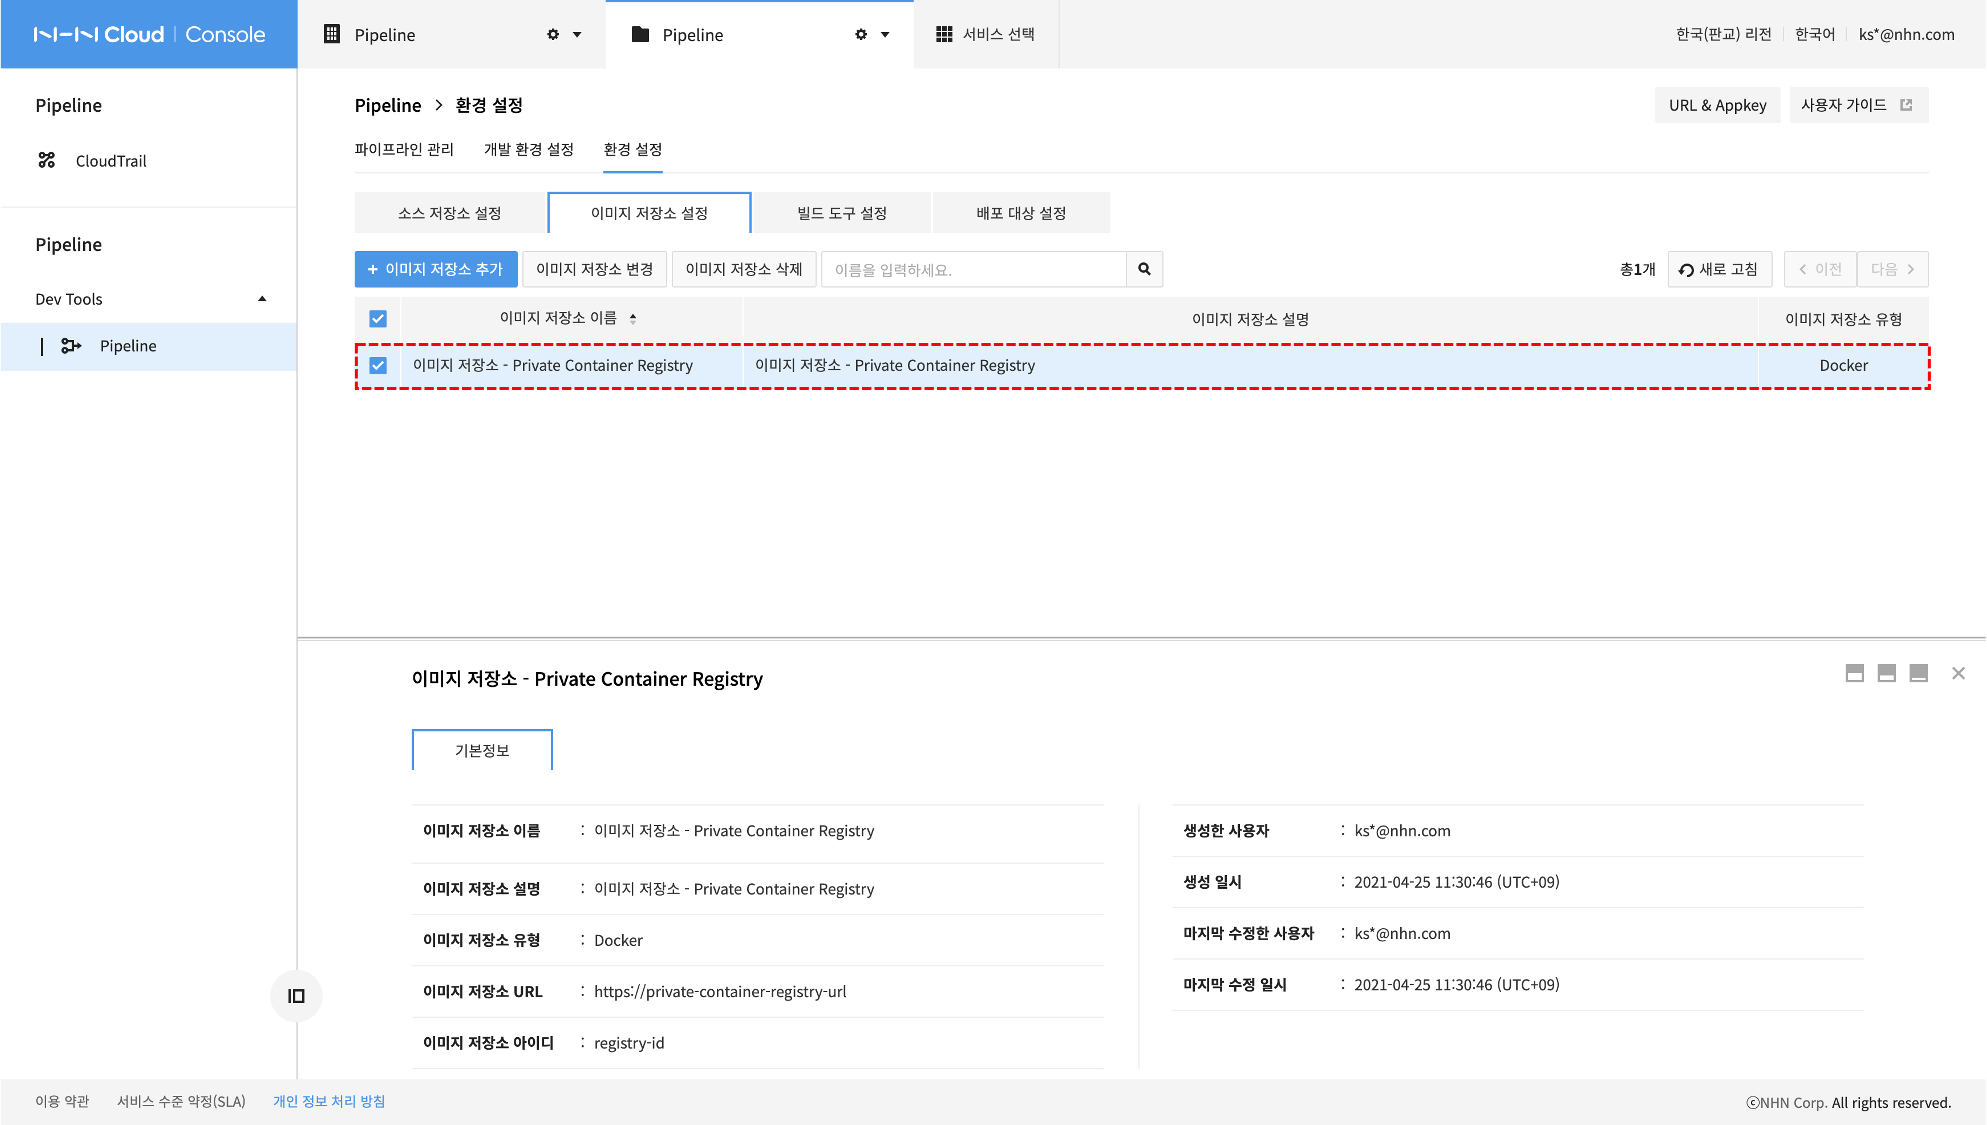 NHN Cloud | Console
Pipeline
Pipeline
서비스 선택
한국(판교) 리전
한국어
ks*@nhn.com
Pipeline
CloudTrail
Pipeline
Dev Tools
Pipeline
Pipeline > 환경 설정
URL & Appkey
사용자 가이드
파이프라인 관리
개발 환경 설정
환경 설정
소스 저장소 설정
이미지 저장소 설정
빌드 도구 설정
배포 대상 설정
+ 이미지 저장소 추가
이미지 저장소 변경
이미지 저장소 삭제
이름을 입력하세요.
총1개
새로 고침
< 이전
다음 >
이미지 저장소 이름
이미지 저장소 설명
이미지 저장소 유형
이미지 저장소 - Private Container Registry
이미지 저장소 - Private Container Registry
Docker
이미지 저장소 - Private Container Registry
기본정보
이미지 저장소 이름 : 이미지 저장소 - Private Container Registry
이미지 저장소 설명 : 이미지 저장소 - Private Container Registry
이미지 저장소 유형 : Docker
이미지 저장소 URL : https://private-container-registry-url
이미지 저장소 아이디 : registry-id
생성한 사용자 : ks*@nhn.com
생성 일시 : 2021-04-25 11:30:46 (UTC+09)
마지막 수정한 사용자 : ks*@nhn.com
마지막 수정 일시 : 2021-04-25 11:30:46 (UTC+09)
이용 약관
서비스 수준 약정(SLA)
개인 정보 처리 방침
ⓒNHN Corp. All rights reserved.